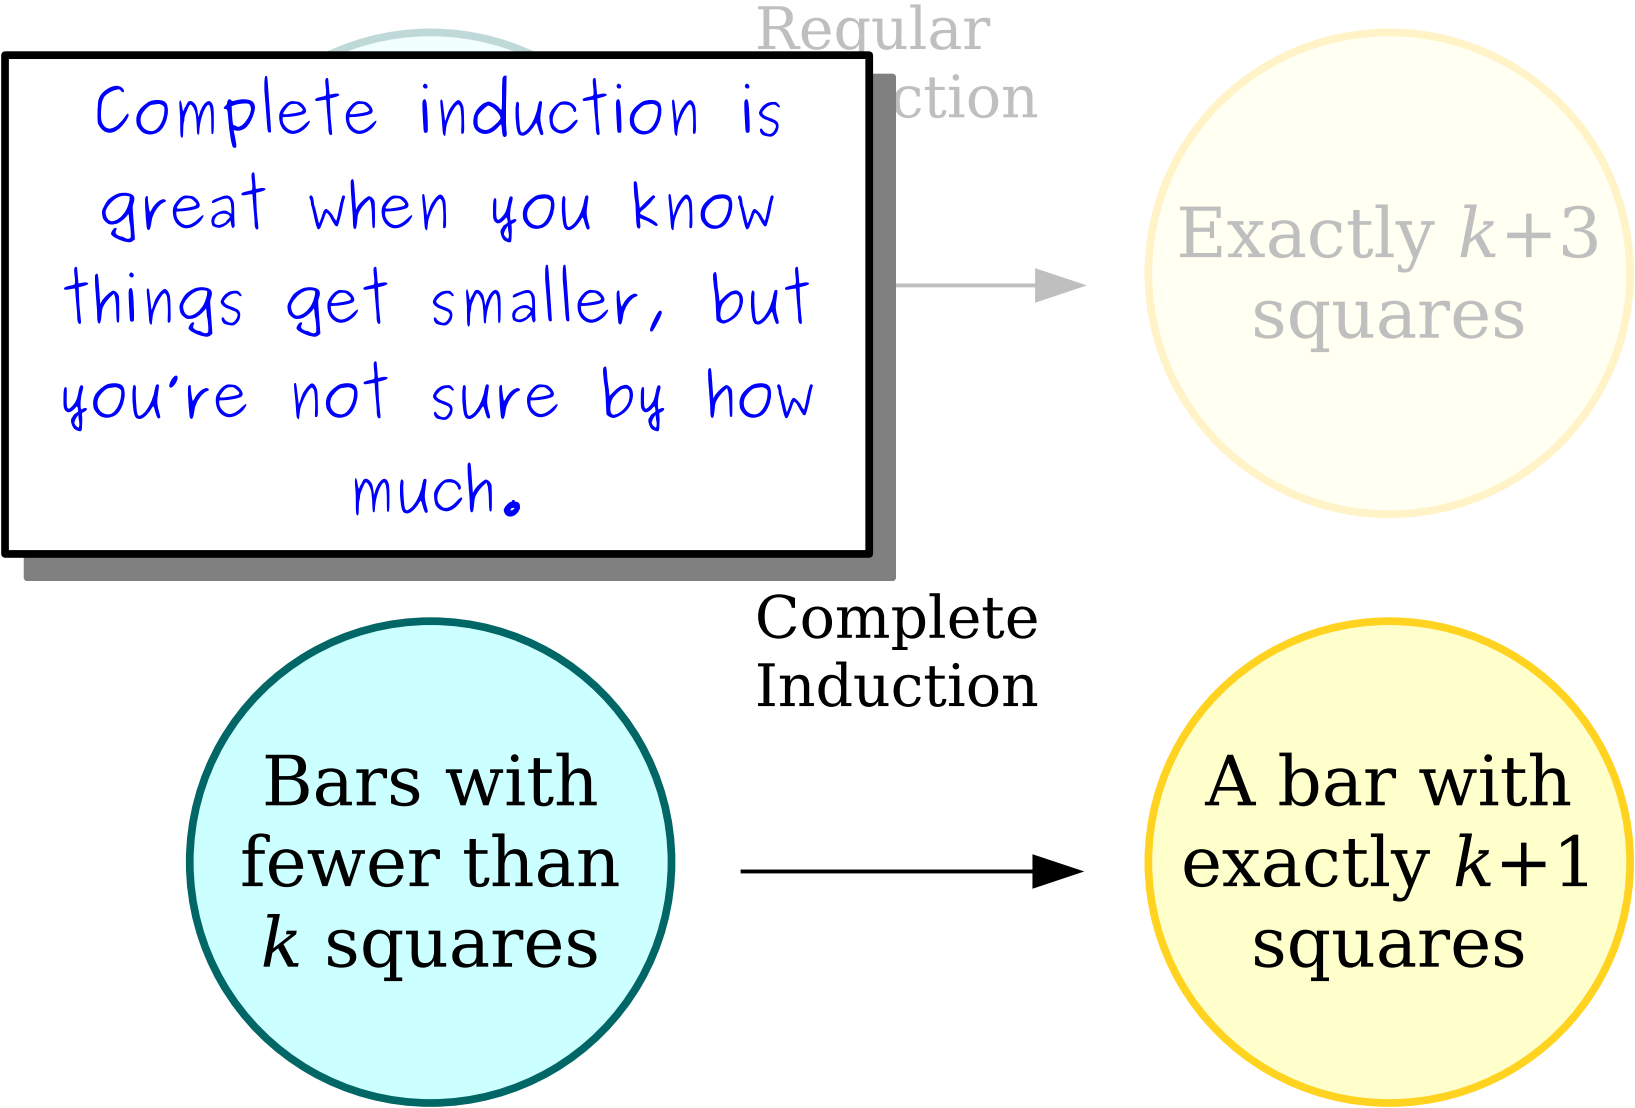 Regular
ction
Complete induction is
great when you know
things get smaller, but
you're not sure by how
much.
Exactly k+3
squares
Complete
Induction
Bars with
fewer than
k squares
A bar with
exactly k+1
squares